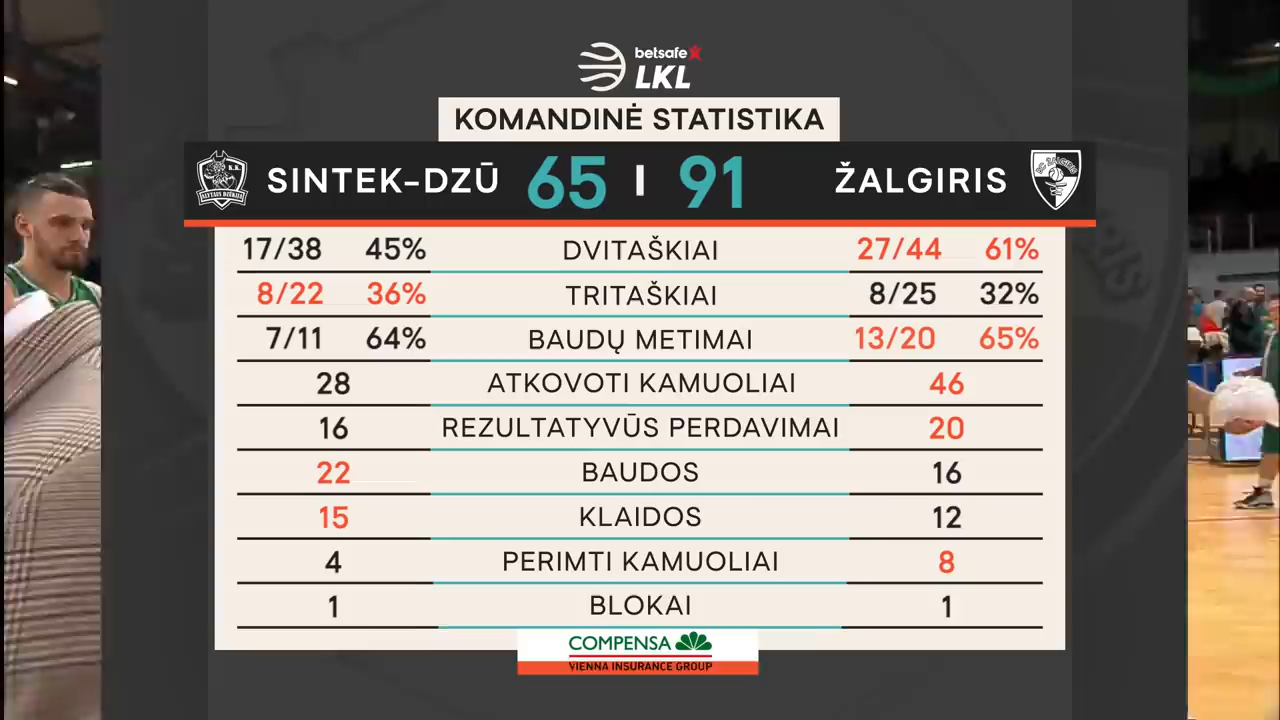 betsafe
LKL
KOMANDINĖ STATISTIKA
SINTEK-DZŪ 65 | 91 ŽALGIRIS
17/38 45% DVITAŠKIAI 27/44 61%
8/22 36% TRITAŠKIAI 8/25 32%
7/11 64% BAUDŲ METIMAI 13/20 65%
28 ATKOVOTI KAMUOLIAI 46
16 REZULTATYVŪS PERDAVIMAI 20
22 BAUDOS 16
15 KLAIDOS 12
4 PERIMTI KAMUOLIAI 8
1 BLOKAI 1
COMPENSA
VIENNA INSURANCE GROUP